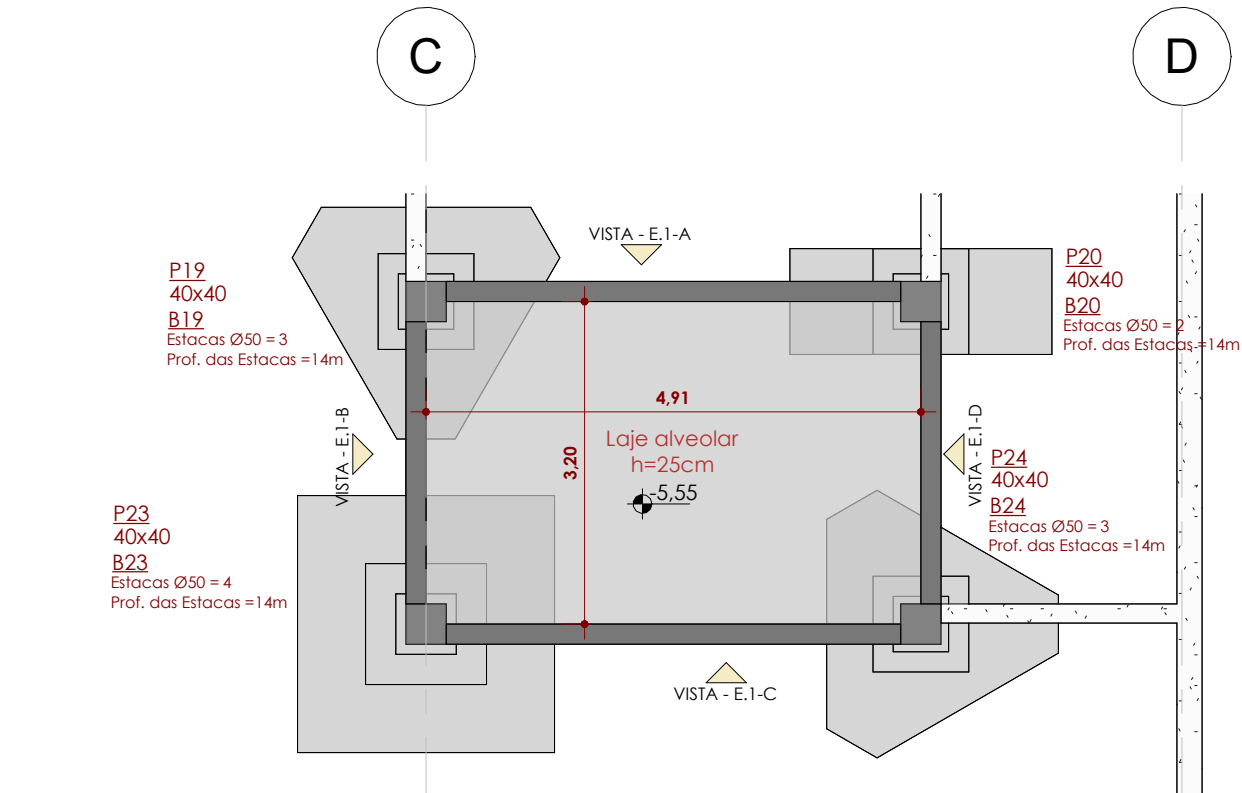 C
D
VISTA - E.1-A
P19
40x40
B19
Estacas Ø50 = 3
Prof. das Estacas =14m
P20
40x40
B20
Estacas Ø50 = 2
Prof. das Estacas =14m
4,91
3,20
Laje alveolar
h=25cm
-5,55
VISTA - E.1-B
VISTA - E.1-D
P24
40x40
B24
Estacas Ø50 = 3
Prof. das Estacas =14m
P23
40x40
B23
Estacas Ø50 = 4
Prof. das Estacas =14m
VISTA - E.1-C